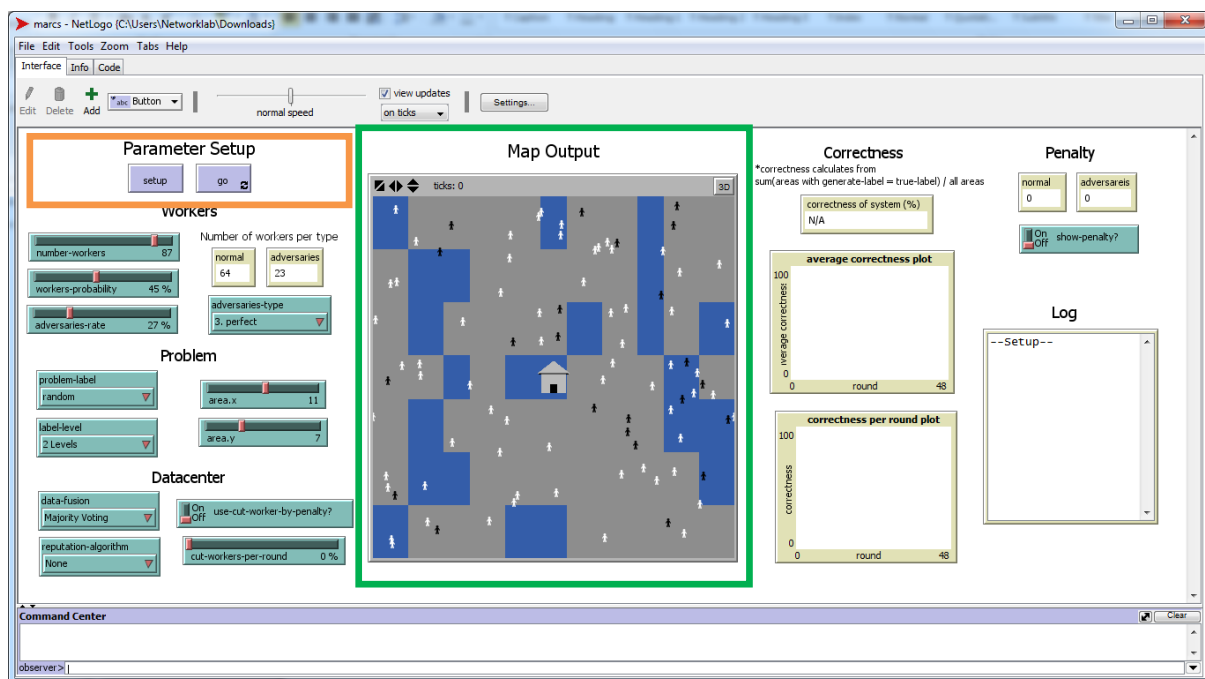 marcs - NetLogo {C:\Users\Networklab\Downloads}
File Edit Tools Zoom Tabs Help
Interface Info Code
Edit Delete Add
abc Button
normal speed
view updates
on ticks
Settings...
Parameter Setup
setup
go
Workers
number-workers 87
workers-probability 45 %
adversaries-rate 27 %
Number of workers per type
normal
64
adversaries
23
adversaries-type
3. perfect
Problem
problem-label
random
label-level
2 Levels
area.x 11
area.y 7
Datacenter
data-fusion
Majority Voting
reputation-algorithm
None
On
Off
use-cut-worker-by-penalty?
cut-workers-per-round 0 %
Map Output
ticks: 0
3D
Correctness
*correctness calculates from
sum(areas with generate-label = true-label) / all areas
correctness of system (%)
N/A
average correctness plot
100
average correctness
0
0 round 48
correctness per round plot
100
correctness
0
0 round 48
Penalty
normal
0
adversareis
0
On
Off
show-penalty?
Log
--Setup--
Command Center
Clear
observer>